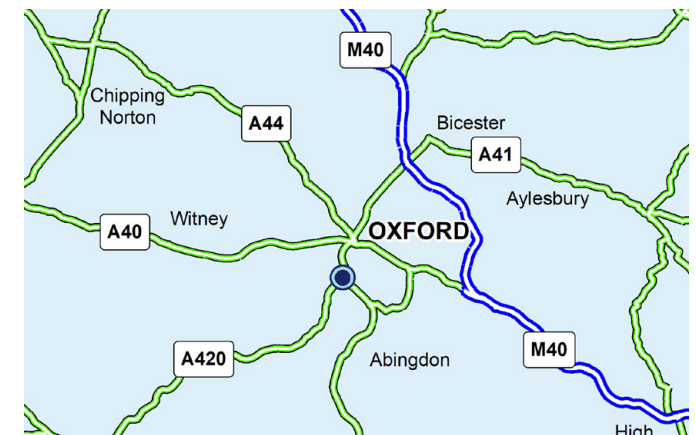 M40
Chipping
Norton
A44
Bicester
A41
Aylesbury
Witney
A40
OXFORD
M40
A420
Abingdon
High